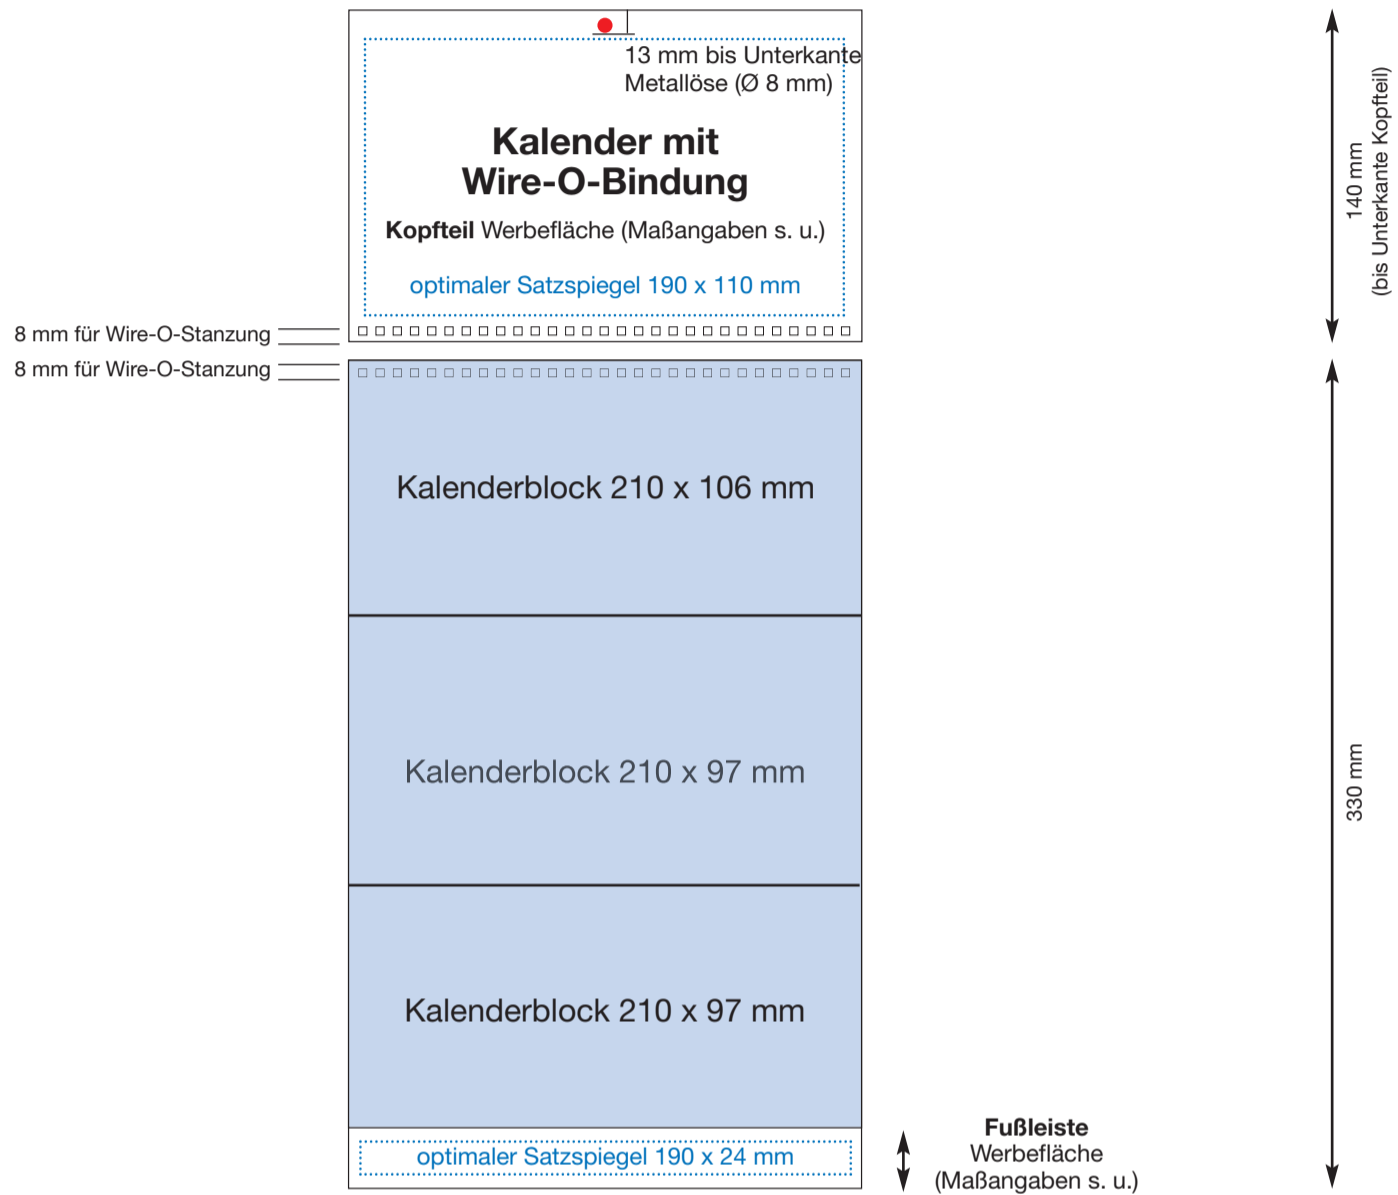 13 mm bis Unterkante
Metallöse (Ø 8 mm)
Kalender mit
Wire-O-Bindung
Kopfteil Werbefläche (Maßangaben s. u.)
optimaler Satzspiegel 190 x 110 mm
140 mm
(bis Unterkante Kopfteil)
8 mm für Wire-O-Stanzung
8 mm für Wire-O-Stanzung
Kalenderblock 210 x 106 mm
Kalenderblock 210 x 97 mm
330 mm
Kalenderblock 210 x 97 mm
optimaler Satzspiegel 190 x 24 mm
Fußleiste
Werbefläche
(Maßangaben s. u.)